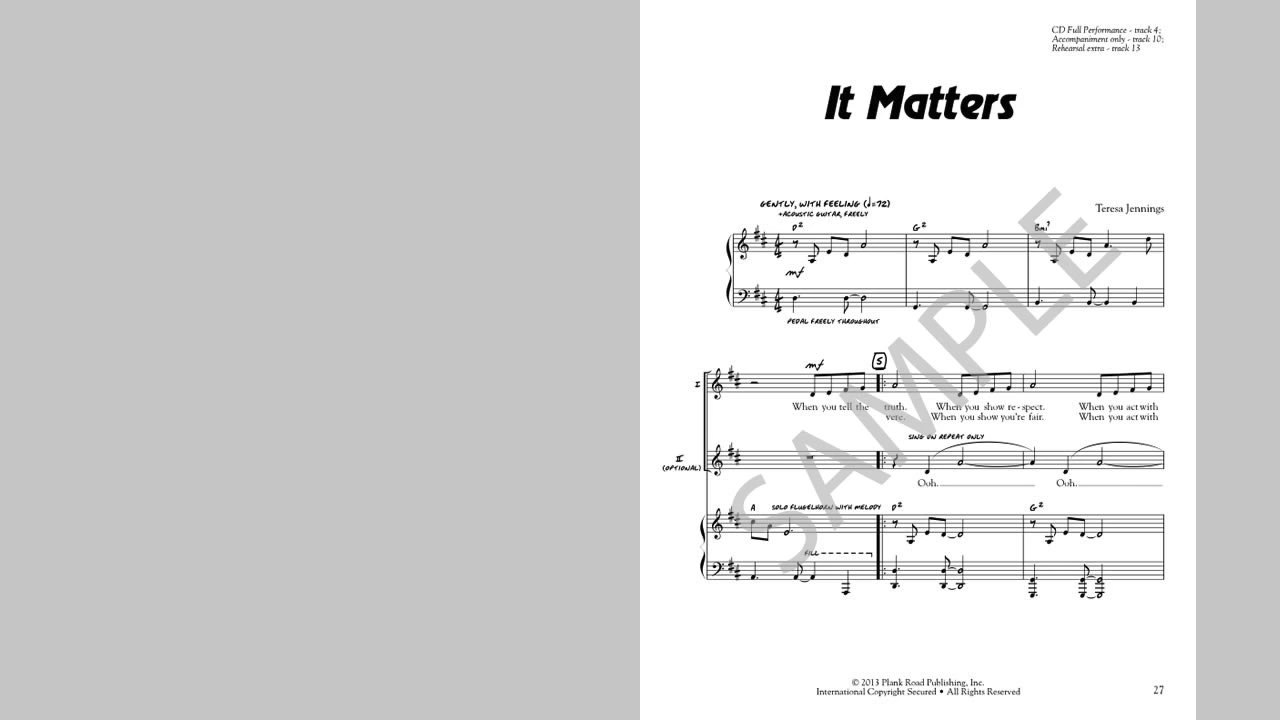 CD Full Performance - track 4;
Accompaniment only - track 10;
Rehearsal extra - track 13
It Matters
GENTLY, WITH FEELING (♩=72)
+ACOUSTIC GUITAR, FREELY
Teresa Jennings
D2 G2 Bmi7
mf
PEDAL FREELY THROUGHOUT
mf 5
I
When you tell the truth. When you show re - spect. When you act with
vere. When you show you're fair. When you act with
SING ON REPEAT ONLY
II
(OPTIONAL)
Ooh. Ooh.
A SOLO FLUGELHORN WITH MELODY D2 G2
FILL
SAMPLE
© 2013 Plank Road Publishing, Inc.
International Copyright Secured • All Rights Reserved
27